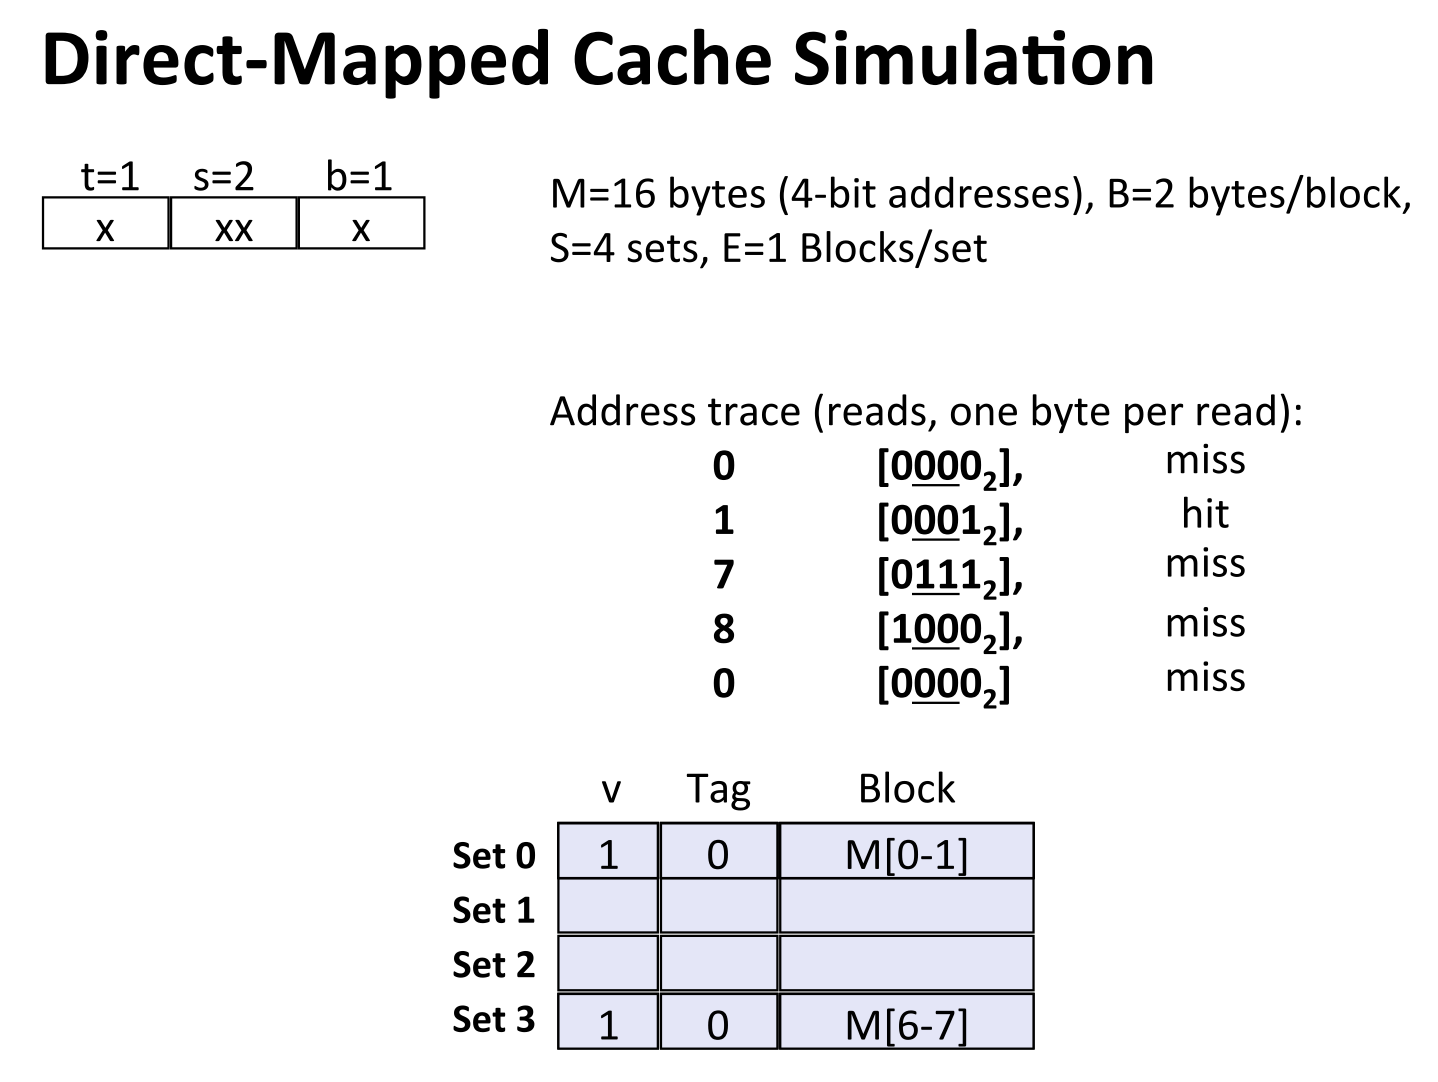 Direct-Mapped Cache Simulation
t=1 s=2 b=1
x xx x
M=16 bytes (4-bit addresses), B=2 bytes/block,
S=4 sets, E=1 Blocks/set
Address trace (reads, one byte per read):
0 [0000₂], miss
1 [0001₂], hit
7 [0111₂], miss
8 [1000₂], miss
0 [0000₂] miss
v Tag Block
Set 0 1 0 M[0-1]
Set 1
Set 2
Set 3 1 0 M[6-7]